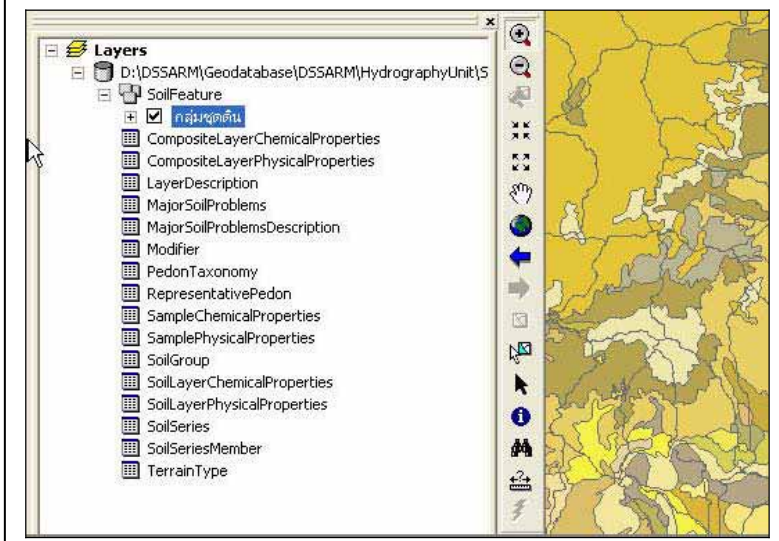 Layers
D:\DSSARM\Geodatabase\DSSARM\HydrographyUnit\S
SoilFeature
กลุ่มชุดดิน
CompositeLayerChemicalProperties
CompositeLayerPhysicalProperties
LayerDescription
MajorSoilProblems
MajorSoilProblemsDescription
Modifier
PedonTaxonomy
RepresentativePedon
SampleChemicalProperties
SamplePhysicalProperties
SoilGroup
SoilLayerChemicalProperties
SoilLayerPhysicalProperties
SoilSeries
SoilSeriesMember
TerrainType